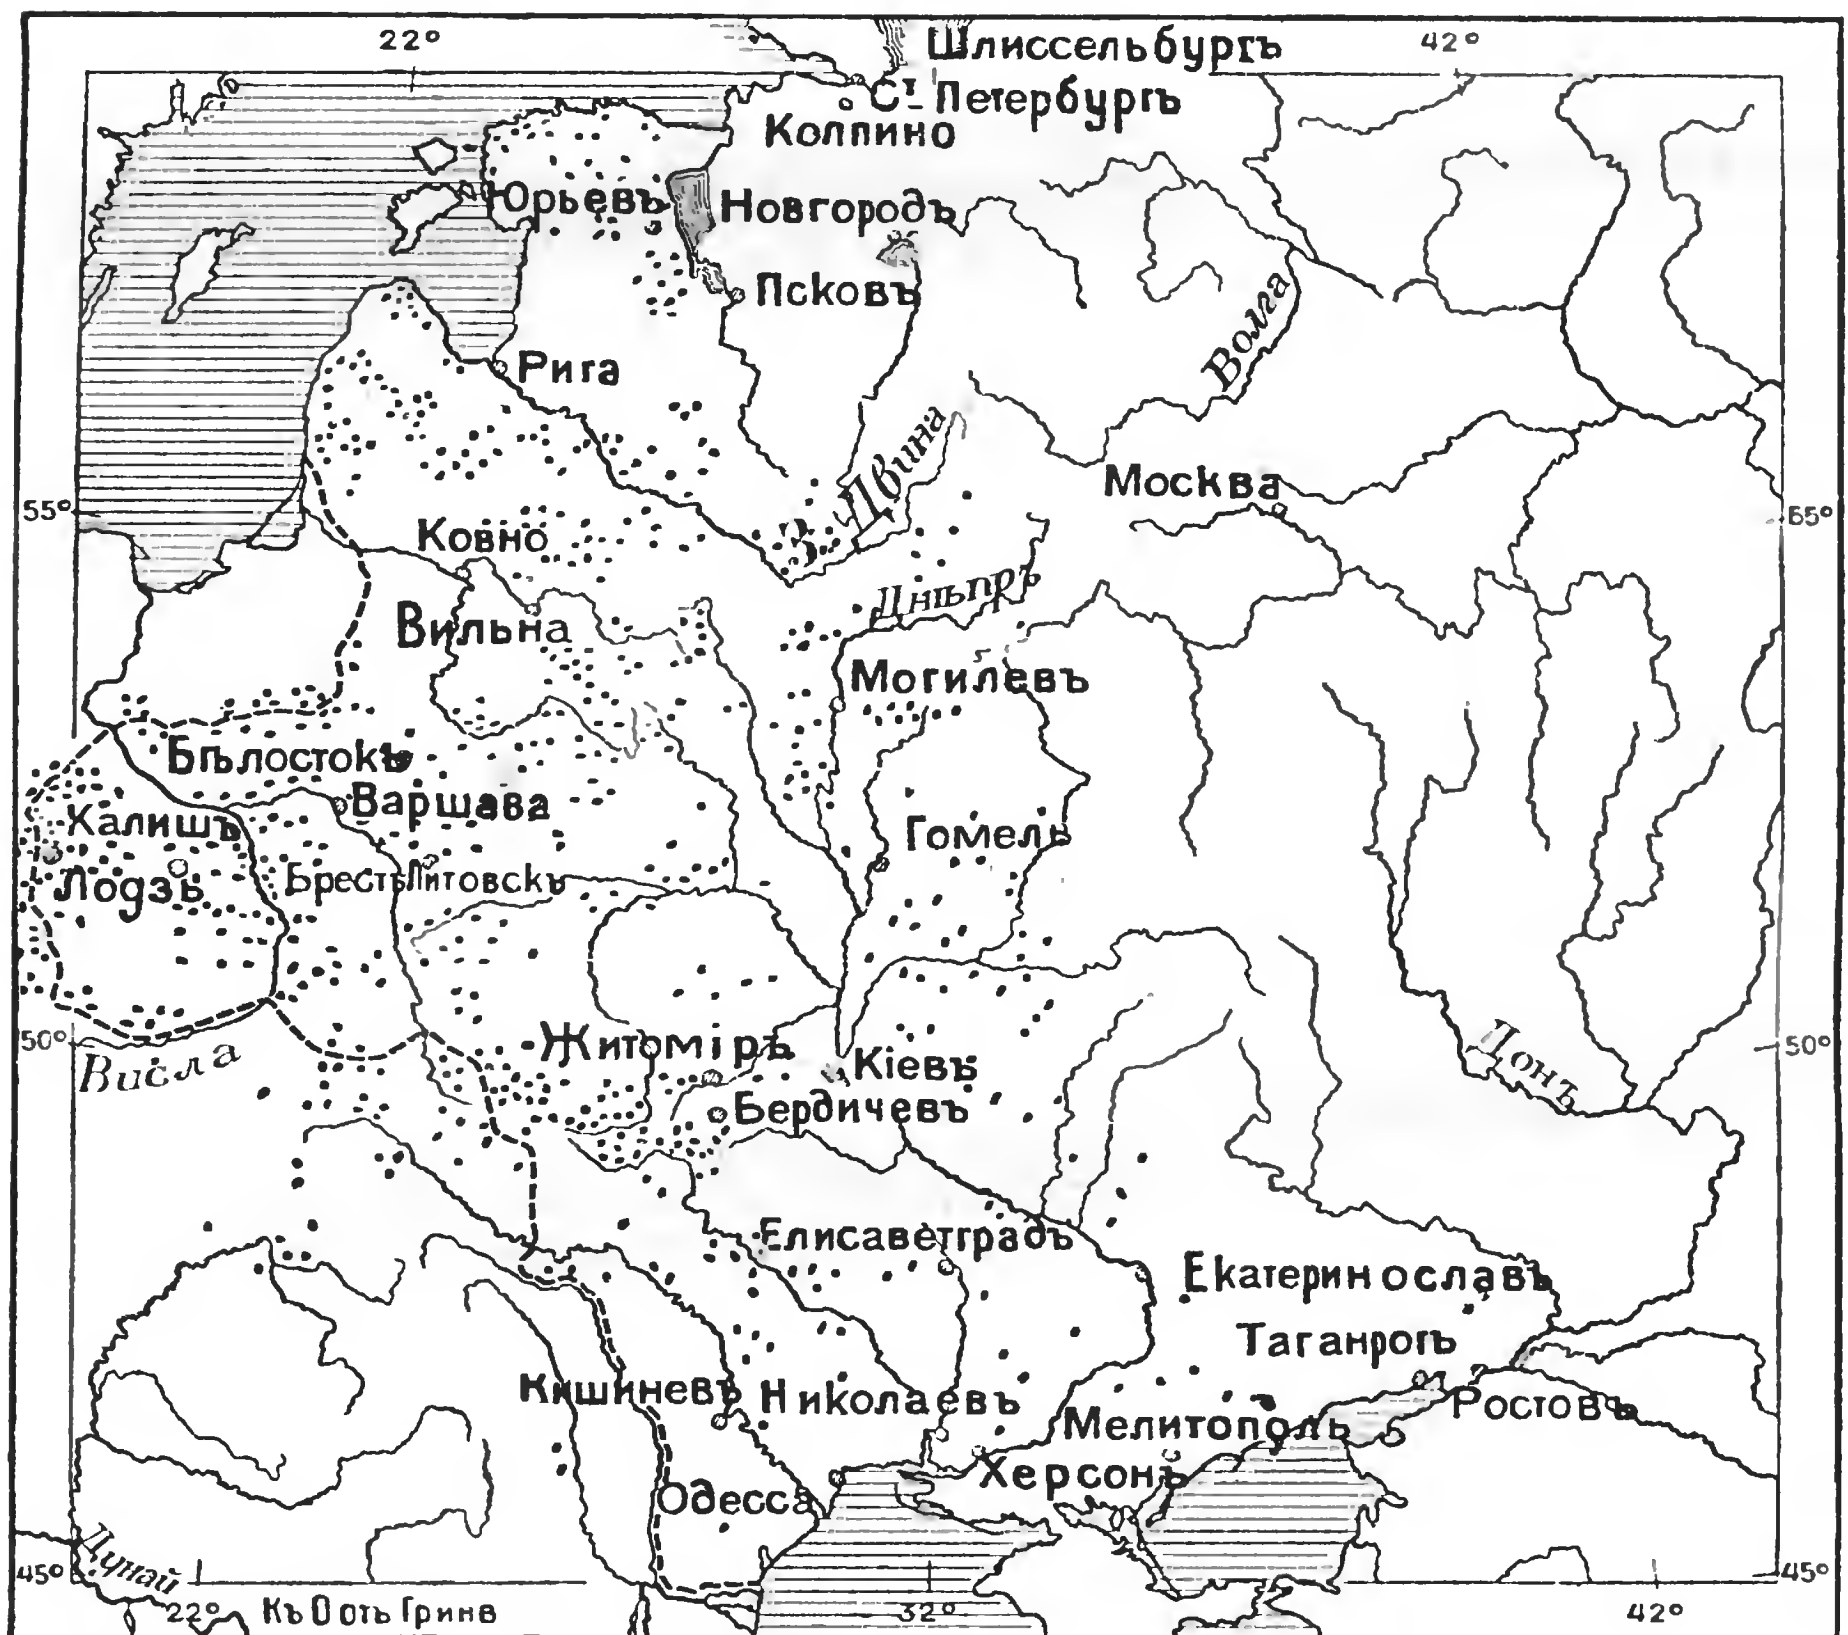 22° 42°
Шлиссельбургъ
Ст. Петербургъ
Колпино
Юрьевъ
Новгородъ
Псковъ
Рига
Волга
З. Двина
Москва
55° 55°
Ковно
Днѣпръ
Вильна
Могилевъ
Бѣлостокъ
Варшава
Калишъ
Гомель
Лодзь
Брестъ Литовскъ
50° 50°
Висла
Житоміръ
Кіевъ
Донъ
Бердичевъ
Елисаветградъ
Екатеринославъ
Таганрогъ
Кишиневъ
Николаевъ
Ростовъ
Мелитополь
Херсонъ
Одесса
Дунай
45° 45°
22° Къ О отъ Гринв 32° 42°